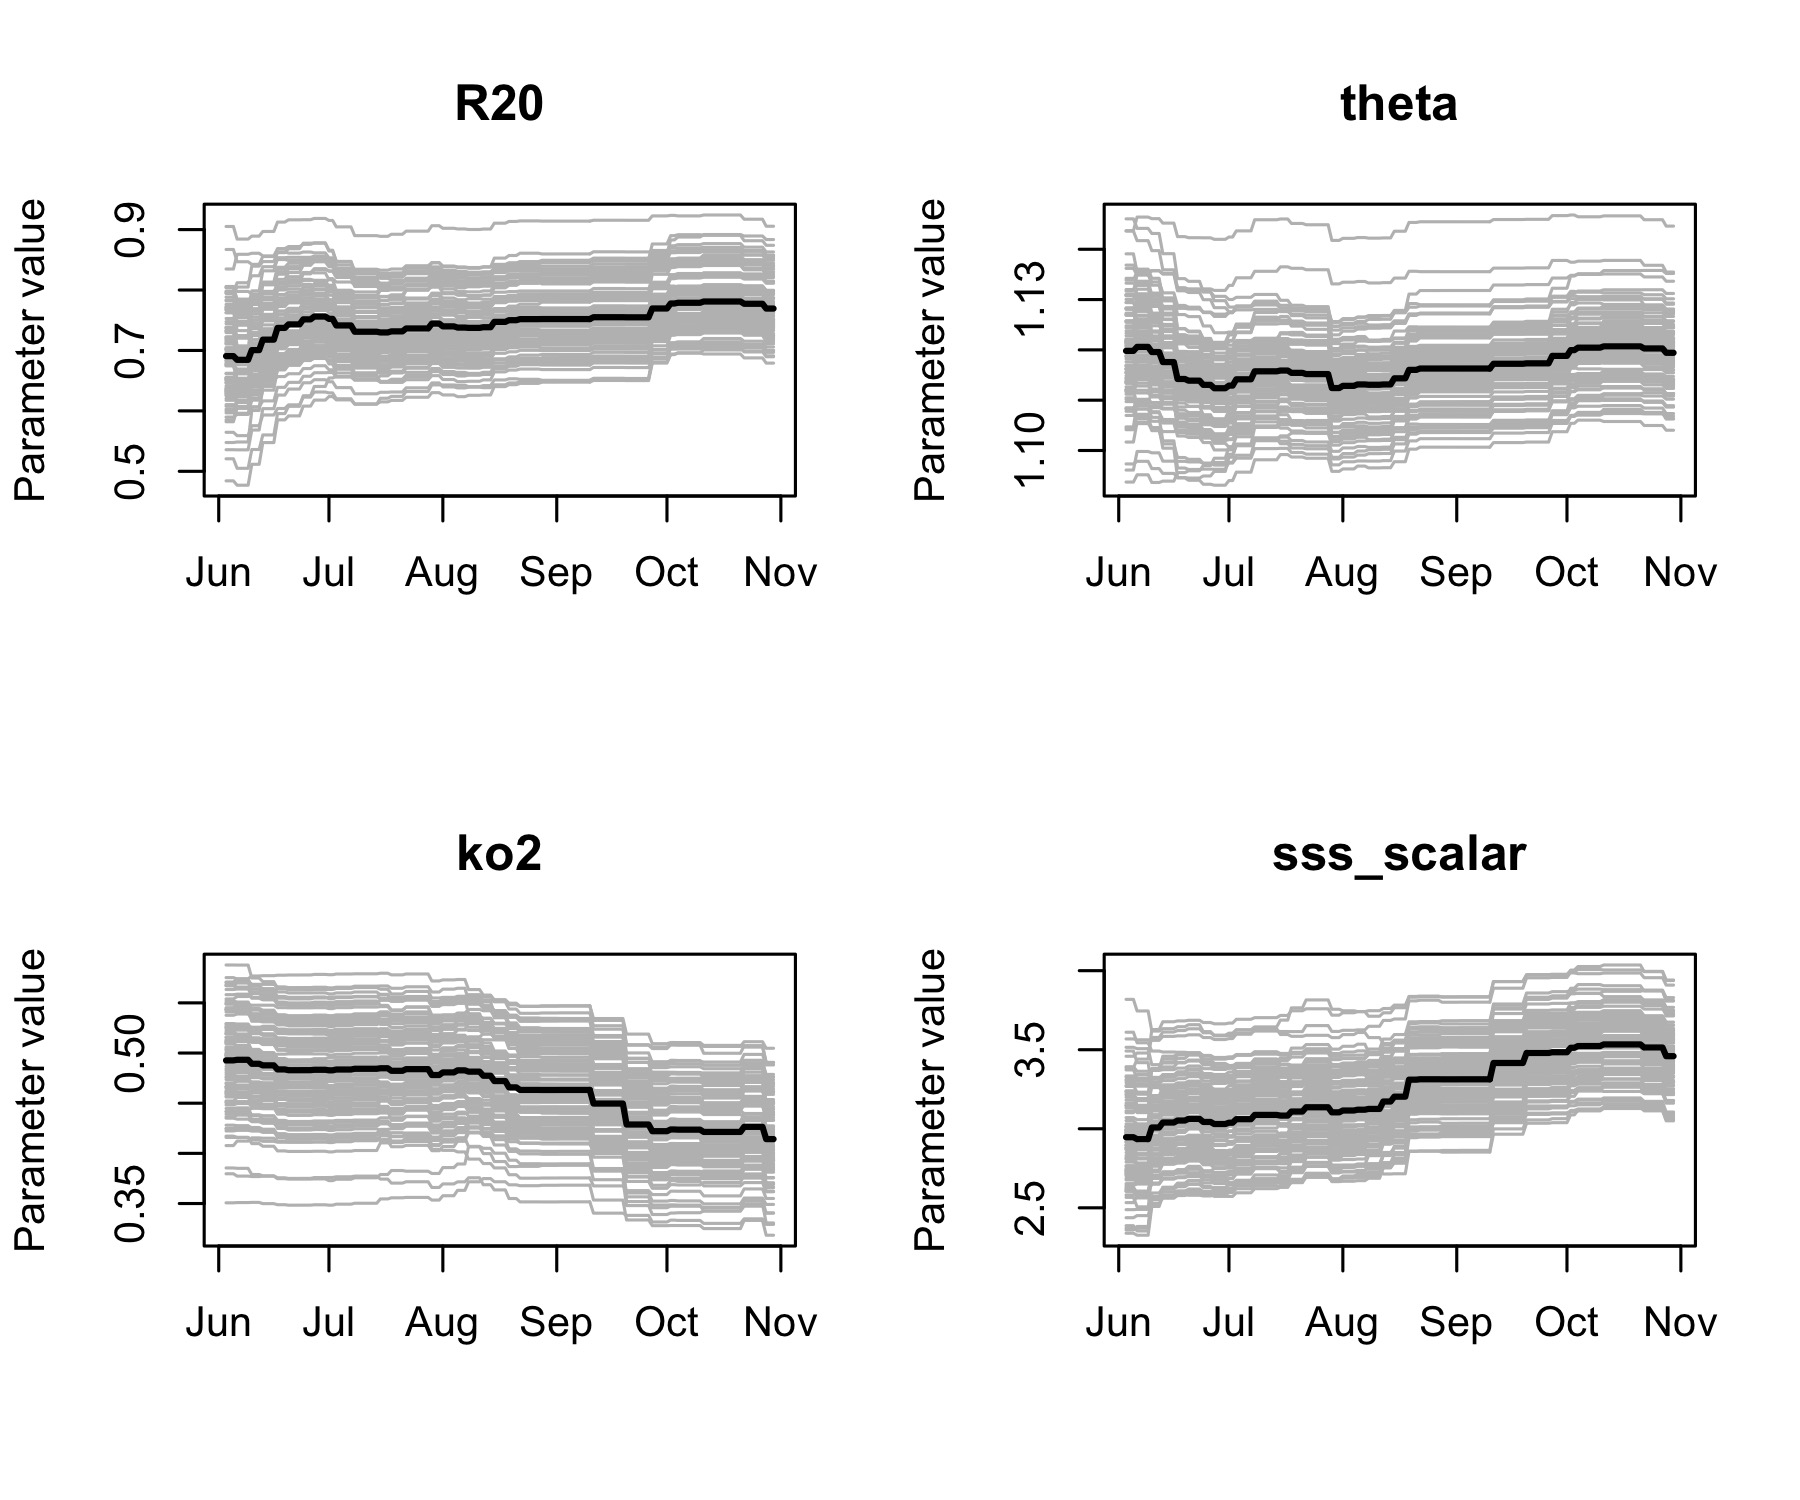 R20
Parameter value
0.9
0.7
0.5
Jun Jul Aug Sep Oct Nov
theta
Parameter value
1.13
1.10
Jun Jul Aug Sep Oct Nov
ko2
Parameter value
0.50
0.35
Jun Jul Aug Sep Oct Nov
sss_scalar
Parameter value
3.5
2.5
Jun Jul Aug Sep Oct Nov